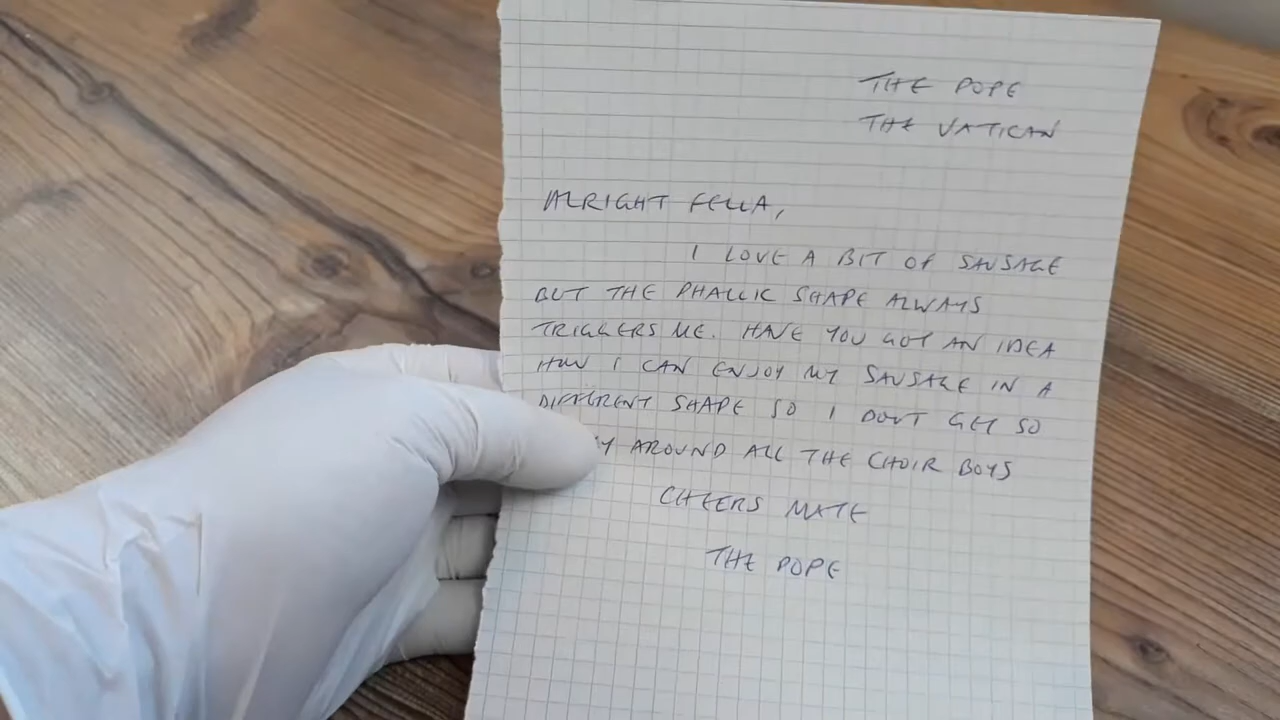 THE POPE
THE VATICAN
ALRIGHT FELLA,
I LOVE A BIT OF SAUSAGE
BUT THE PHALLIC SHAPE ALWAYS
TRIGGERS ME. HAVE YOU GOT AN IDEA
HOW I CAN ENJOY MY SAUSAGE IN A
DIFFERENT SHAPE SO I DONT GET SO
AROUND ALL THE CHOIR BOYS
CHEERS MATE
THE POPE